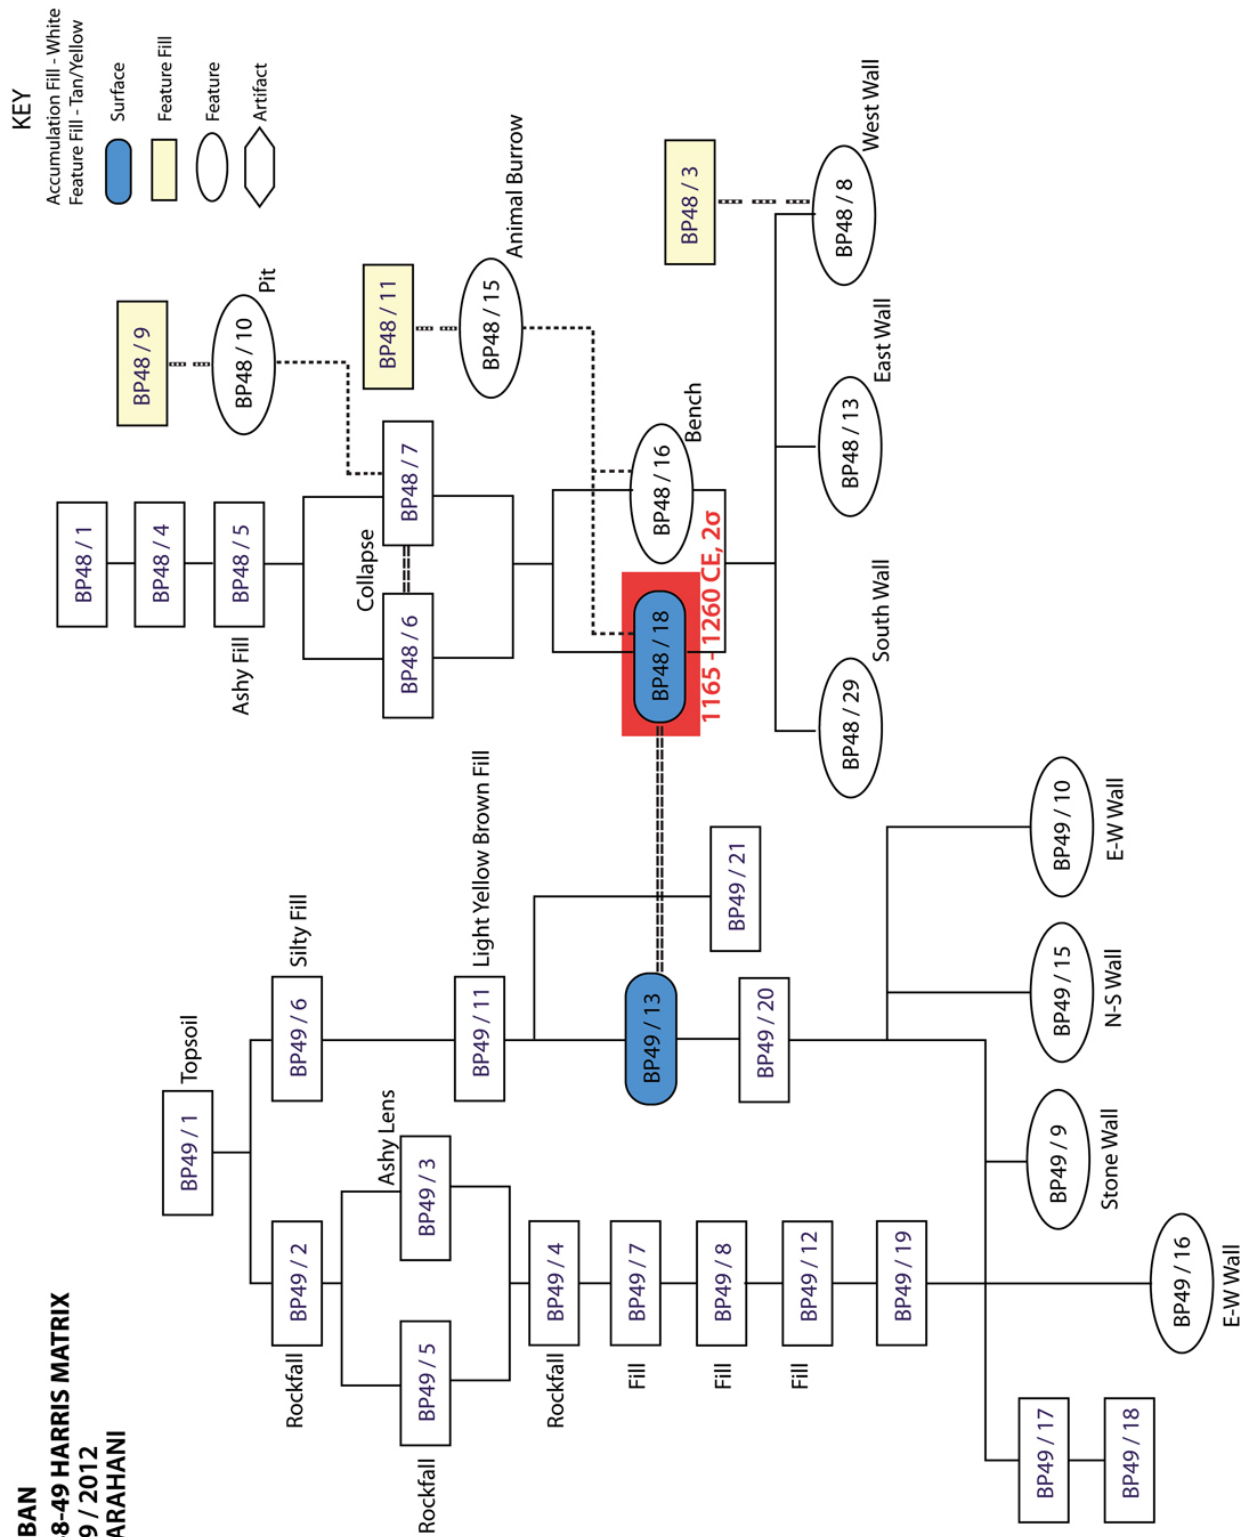 BAN
8-49 HARRIS MATRIX
9 / 2012
ARAHANI
KEY
Accumulation Fill - White
Feature Fill - Tan/Yellow
Surface
Feature Fill
Feature
Artifact
Topsoil
BP49 / 1
Rockfall
BP49 / 2
BP49 / 6
Silty Fill
Ashy Lens
Rockfall
BP49 / 5
BP49 / 3
BP49 / 11
Light Yellow Brown Fill
Rockfall
BP49 / 4
Fill
BP49 / 7
Fill
BP49 / 8
Fill
BP49 / 12
BP49 / 19
BP49 / 13
BP49 / 21
BP49 / 20
BP49 / 17
BP49 / 18
BP49 / 16
E-W Wall
BP49 / 9
Stone Wall
BP49 / 15
N-S Wall
BP49 / 10
E-W Wall
BP48 / 1
BP48 / 4
Ashy Fill
BP48 / 5
BP48 / 9
BP48 / 10
Pit
Collapse
BP48 / 6
BP48 / 7
BP48 / 11
BP48 / 15
Animal Burrow
BP48 / 18
1165 - 1260 CE, 2σ
BP48 / 16
Bench
BP48 / 3
BP48 / 29
South Wall
BP48 / 13
East Wall
BP48 / 8
West Wall